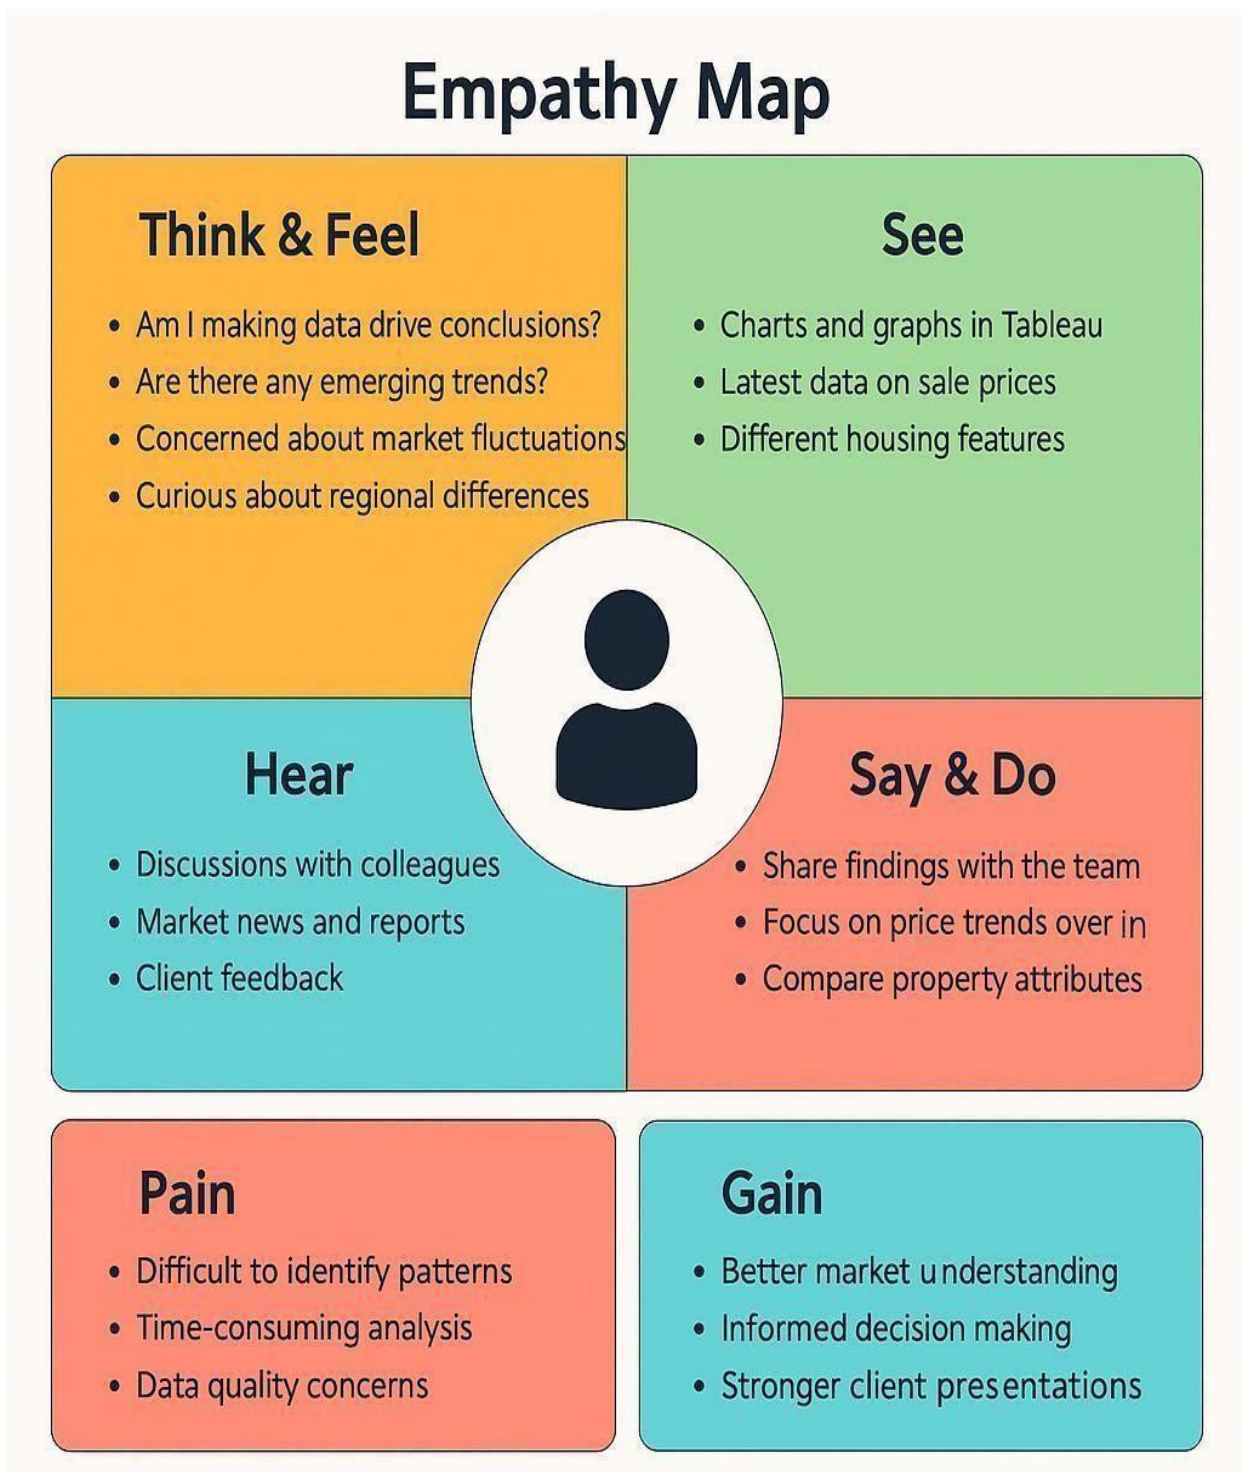 Empathy Map
Think & Feel
• Am I making data drive conclusions?
• Are there any emerging trends?
• Concerned about market fluctuations
• Curious about regional differences
See
• Charts and graphs in Tableau
• Latest data on sale prices
• Different housing features
Hear
• Discussions with colleagues
• Market news and reports
• Client feedback
Say & Do
• Share findings with the team
• Focus on price trends over in
• Compare property attributes
Pain
• Difficult to identify patterns
• Time-consuming analysis
• Data quality concerns
Gain
• Better market understanding
• Informed decision making
• Stronger client presentations